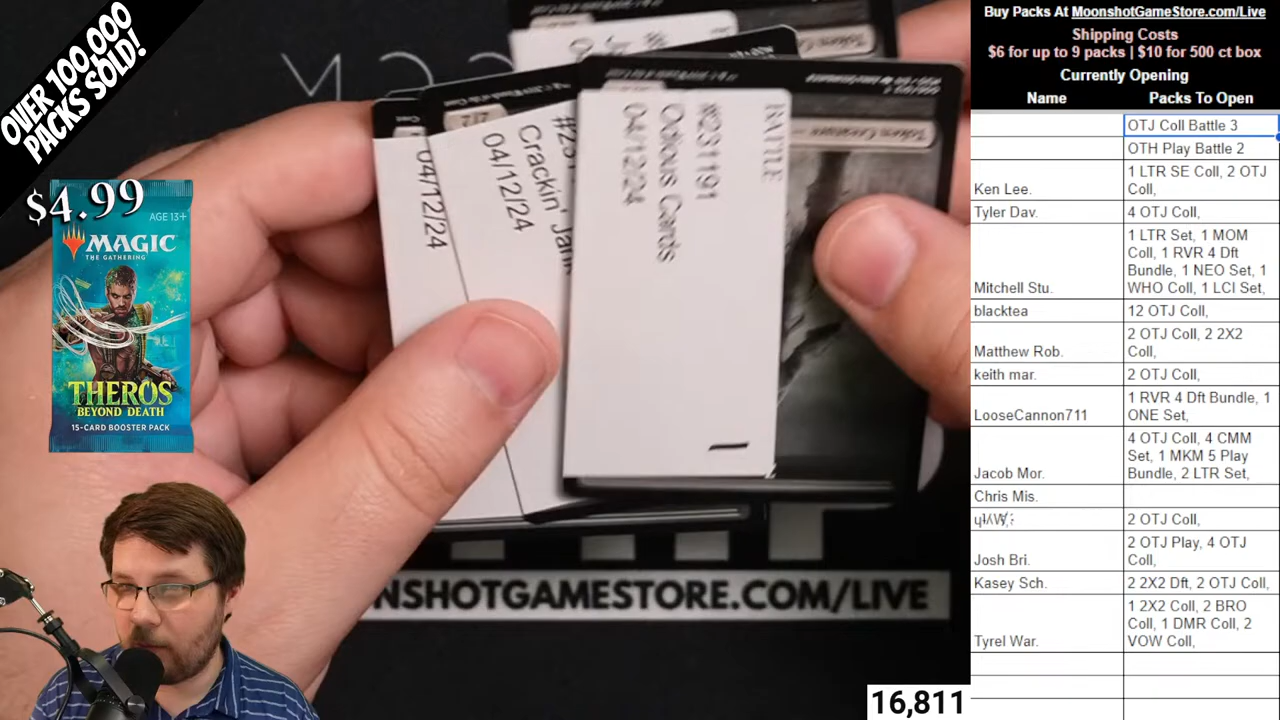 OVER 100,000
PACKS SOLD!
$4.99
AGE 13+
MAGIC
THE GATHERING
THEROS
BEYOND DEATH
15-CARD BOOSTER PACK
04/12/24
Crackin'
04/12/24
BATTLE
#231191
Odious Cards
04/12/24
Token Creature
NSHOTGAMESTORE.COM/LIVE
16,811
Buy Packs At MoonshotGameStore.com/Live
Shipping Costs
$6 for up to 9 packs | $10 for 500 ct box
Currently Opening
Name Packs To Open
OTJ Coll Battle 3
OTH Play Battle 2
Ken Lee. 1 LTR SE Coll, 2 OTJ
Coll,
Tyler Dav. 4 OTJ Coll,
Mitchell Stu. 1 LTR Set, 1 MOM
Coll, 1 RVR 4 Dft
Bundle, 1 NEO Set, 1
WHO Coll, 1 LCI Set,
blacktea 12 OTJ Coll,
Matthew Rob. 2 OTJ Coll, 2 2X2
Coll,
keith mar. 2 OTJ Coll,
LooseCannon711 1 RVR 4 Dft Bundle, 1
ONE Set,
Jacob Mor. 4 OTJ Coll, 4 CMM
Set, 1 MKM 5 Play
Bundle, 2 LTR Set,
Chris Mis.
2 OTJ Coll,
Josh Bri. 2 OTJ Play, 4 OTJ
Coll,
Kasey Sch. 2 2X2 Dft, 2 OTJ Coll,
Tyrel War. 1 2X2 Coll, 2 BRO
Coll, 1 DMR Coll, 2
VOW Coll,